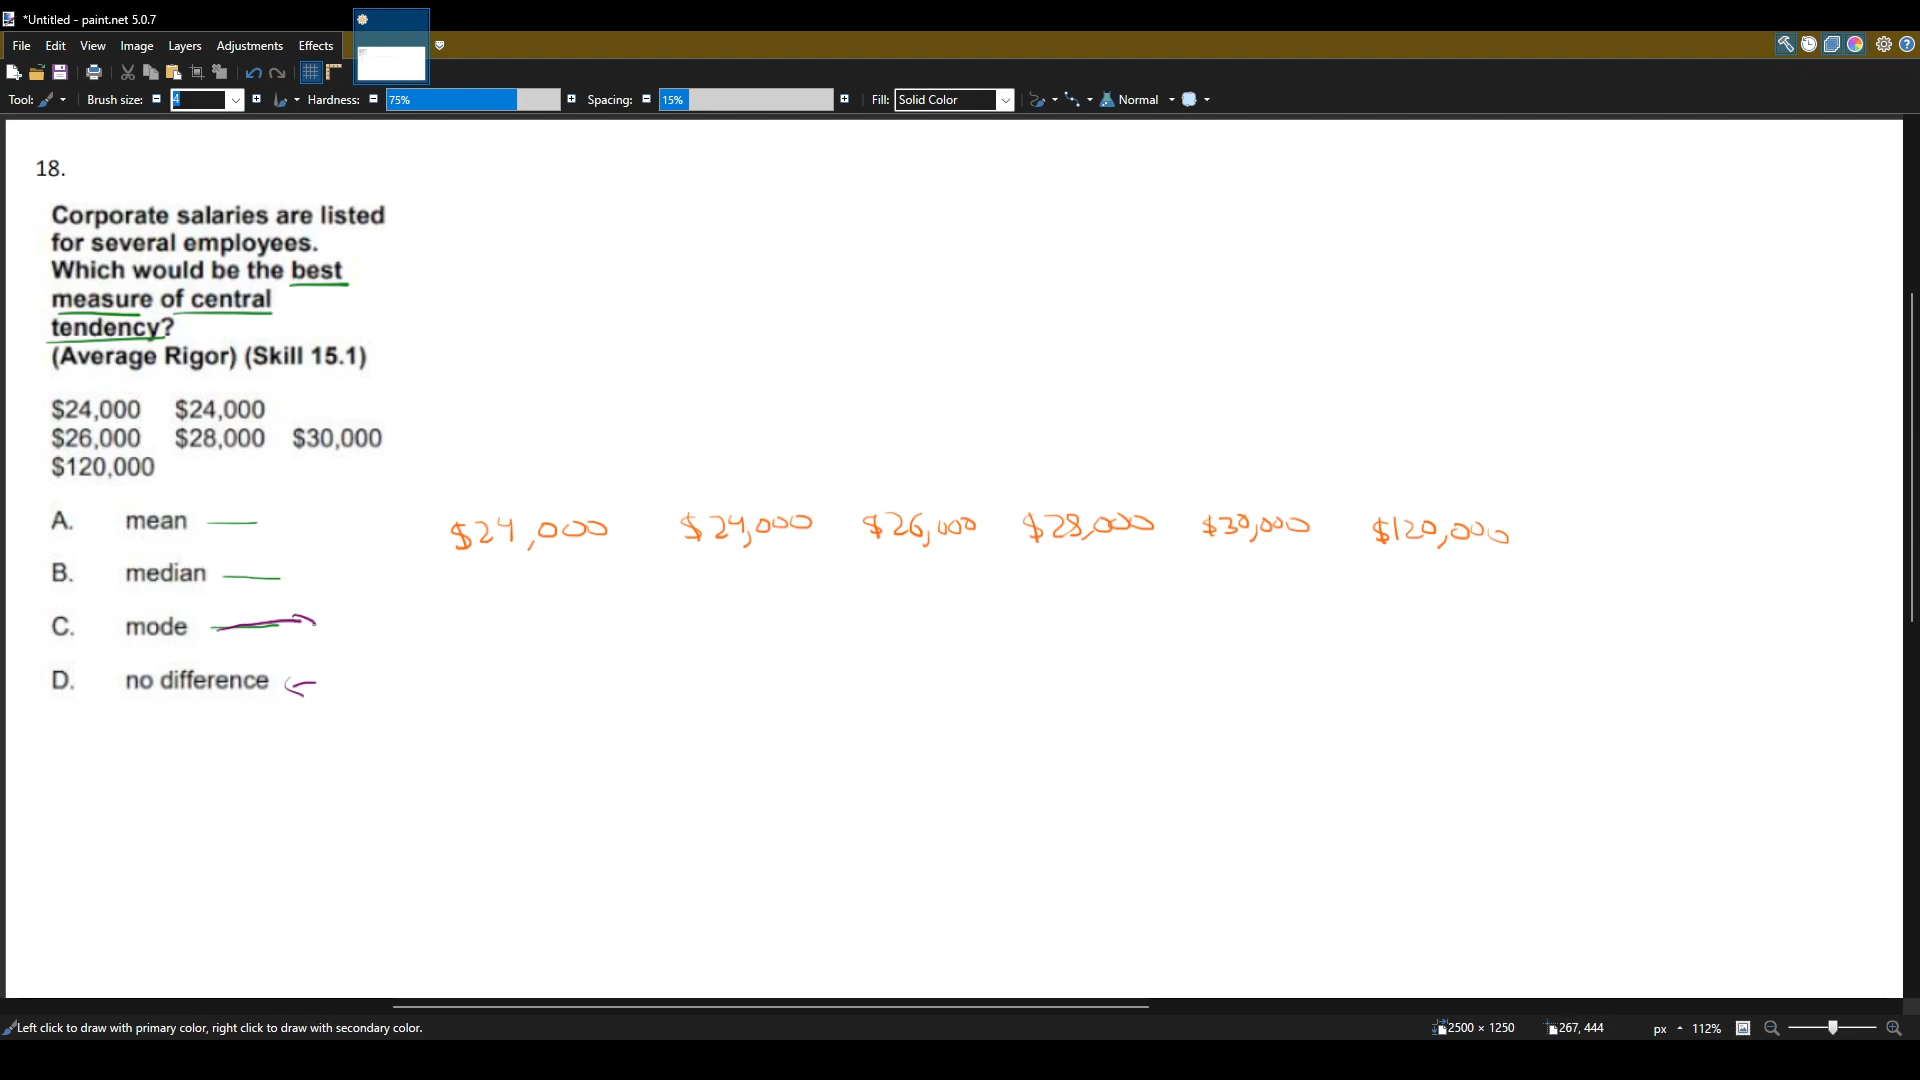 *Untitled - paint.net 5.0.7
File Edit View Image Layers Adjustments Effects
Tool: Brush size: 4 Hardness: 75% Spacing: 15% Fill: Solid Color Normal
18.
Corporate salaries are listed
for several employees.
Which would be the best
measure of central
tendency?
(Average Rigor) (Skill 15.1)
$24,000 $24,000
$26,000 $28,000 $30,000
$120,000
A. mean
$24,000 $24,000 $26,000 $28,000 $30,000 $120,000
B. median
C. mode
D. no difference
Left click to draw with primary color, right click to draw with secondary color. 2500 × 1250 267, 444 px 112%